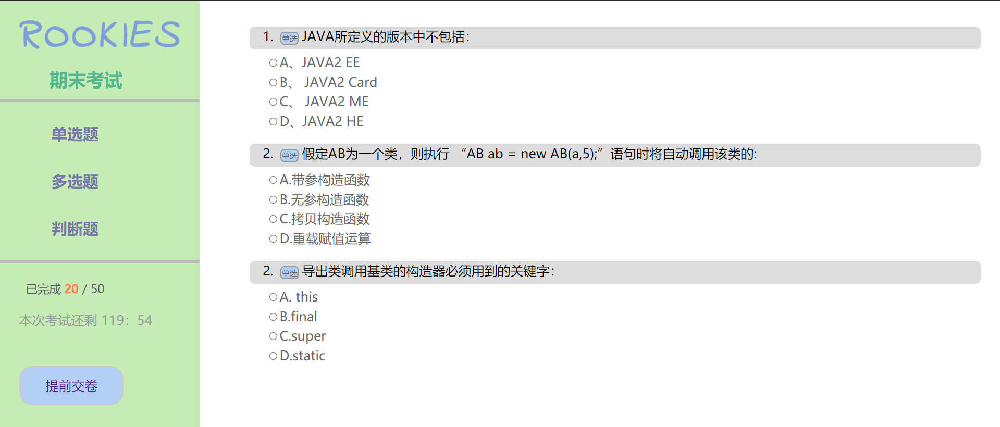 ROOKIES
期末考试
单选题
多选题
判断题
已完成 20 / 50
本次考试还剩 119：54
提前交卷
1. 单选 JAVA所定义的版本中不包括：
A、JAVA2 EE
B、 JAVA2 Card
C、 JAVA2 ME
D、JAVA2 HE
2. 单选 假定AB为一个类，则执行 “AB ab = new AB(a,5);”语句时将自动调用该类的:
A.带参构造函数
B.无参构造函数
C.拷贝构造函数
D.重载赋值运算
2. 单选 导出类调用基类的构造器必须用到的关键字：
A. this
B.final
C.super
D.static